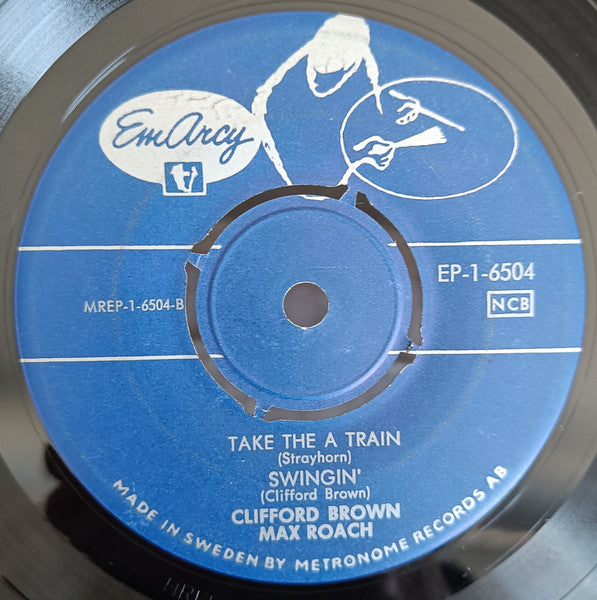 EmArcy
EP-1-6504
MREP-1-6504-B
NCB
TAKE THE A TRAIN
(Strayhorn)
SWINGIN'
(Clifford Brown)
CLIFFORD BROWN
MAX ROACH
MADE IN SWEDEN BY METRONOME RECORDS AB